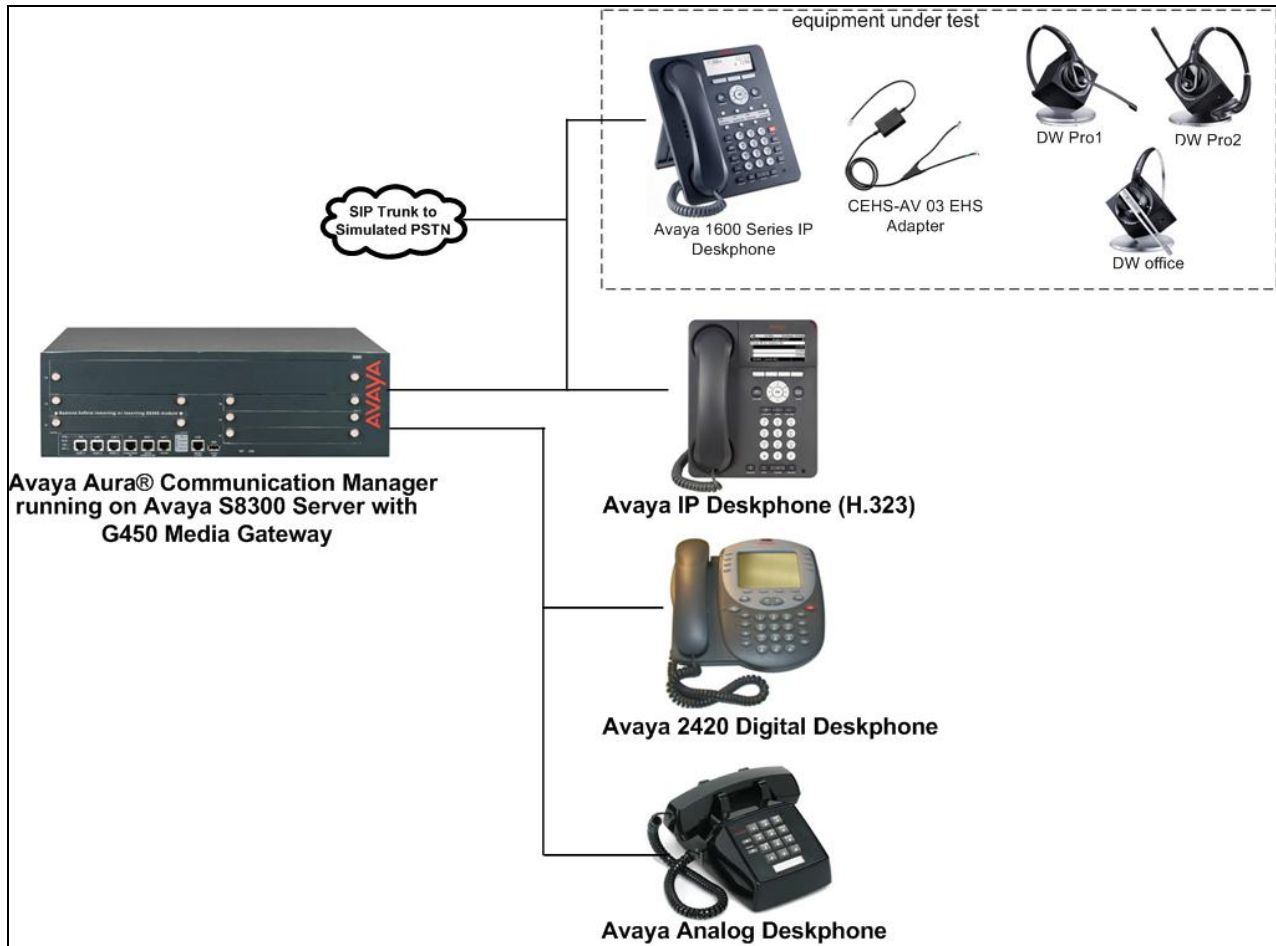 equipment under test
DW Pro1
DW Pro2
CEHS-AV 03 EHS
Adapter
Avaya 1600 Series IP
Deskphone
DW office
SIP Trunk to
Simulated PSTN
AVAYA
Avaya Aura® Communication Manager
running on Avaya S8300 Server with
G450 Media Gateway
Avaya IP Deskphone (H.323)
Avaya 2420 Digital Deskphone
Avaya Analog Deskphone